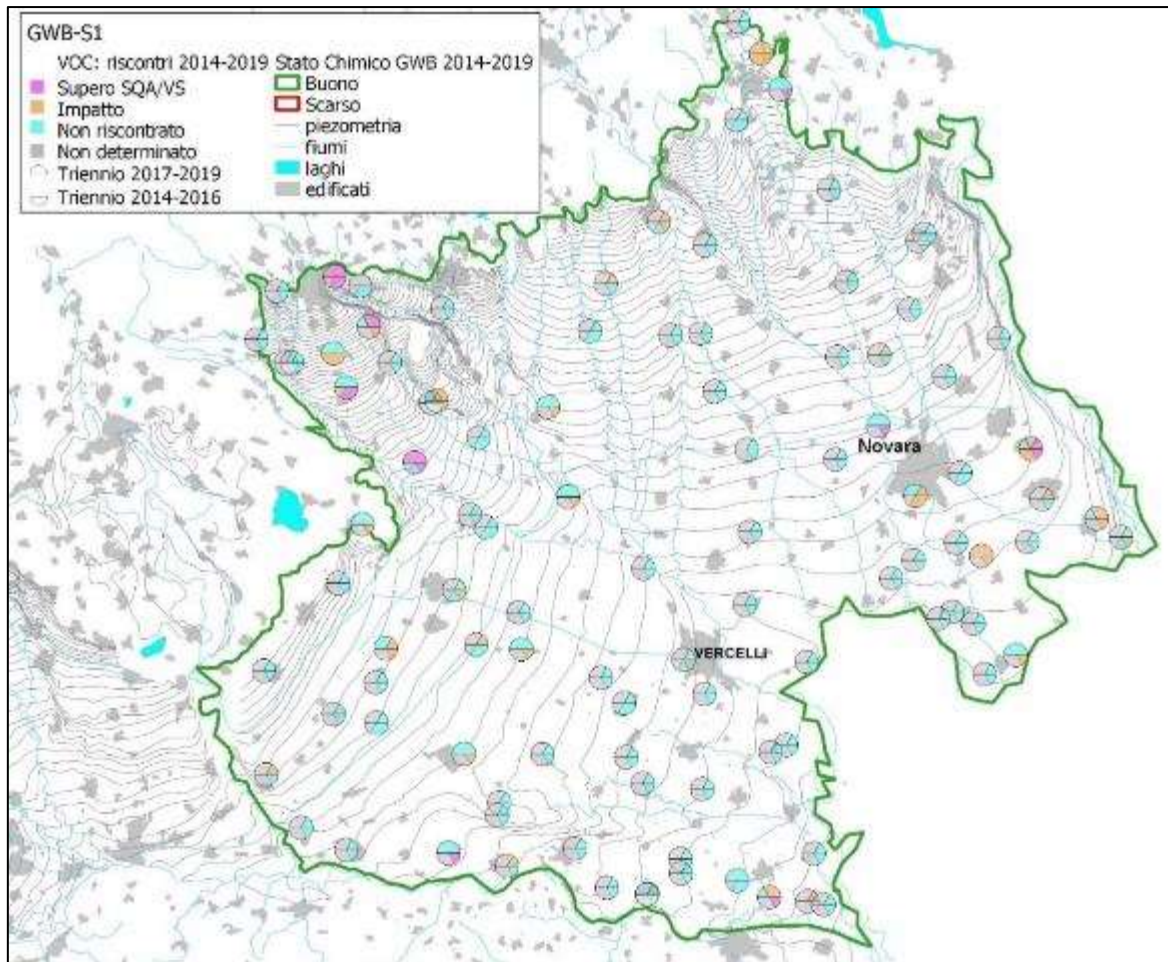 GWB-S1
VOC: riscontri 2014-2019 Stato Chimico GWB 2014-2019
Supero SQA/VS
Impatto
Non riscontrato
Non determinato
Triennio 2017-2019
Triennio 2014-2016
Buono
Scarso
piezometria
fiumi
laghi
edificati
Novara
VERCELLI